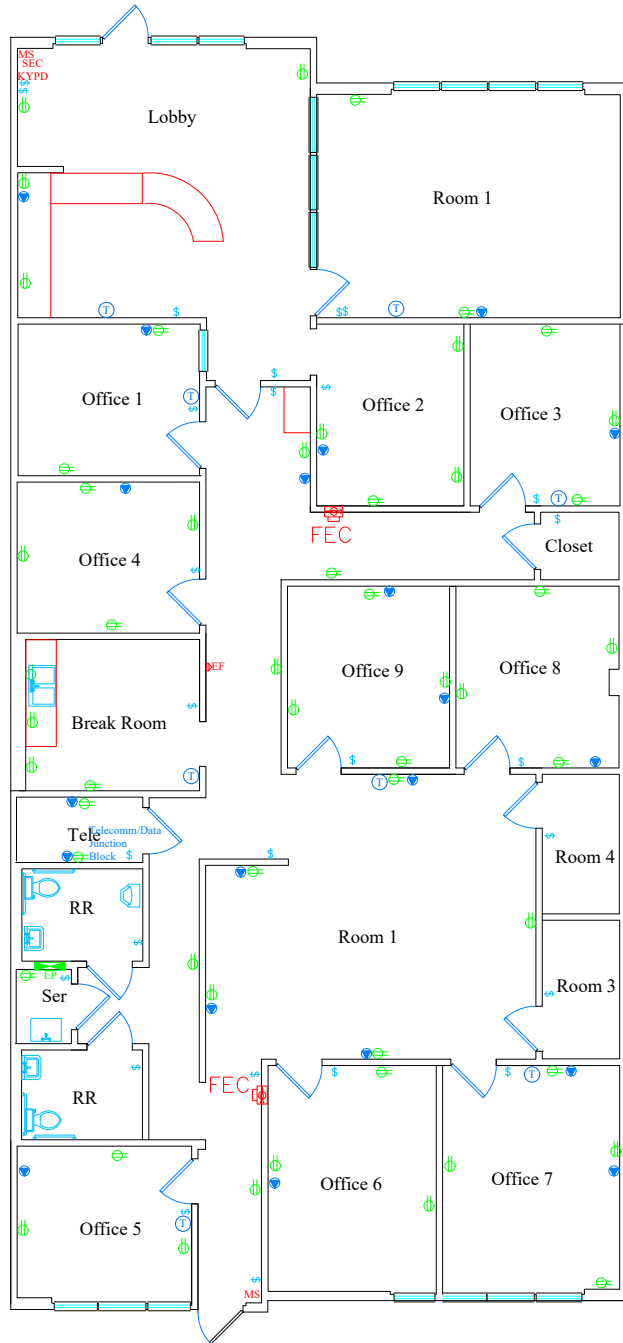 MS
SEC
KYPD
$
$
Lobby
Room 1
T
$
$$
T
$
$
Office 1
T
$
Office 2
$
Office 3
$
T
FEC
$
Closet
Office 4
$
EF
Office 9
Office 8
Break Room
$
T
$
T
$
Tele
Telecomm/Data
Junction
Block
$
$
$
Room 4
RR
$
Room 1
EP
Ser
$
Room 3
$
RR
$
FEC
$
$
$
T
Office 6
Office 7
Office 5
$
T
$
MS